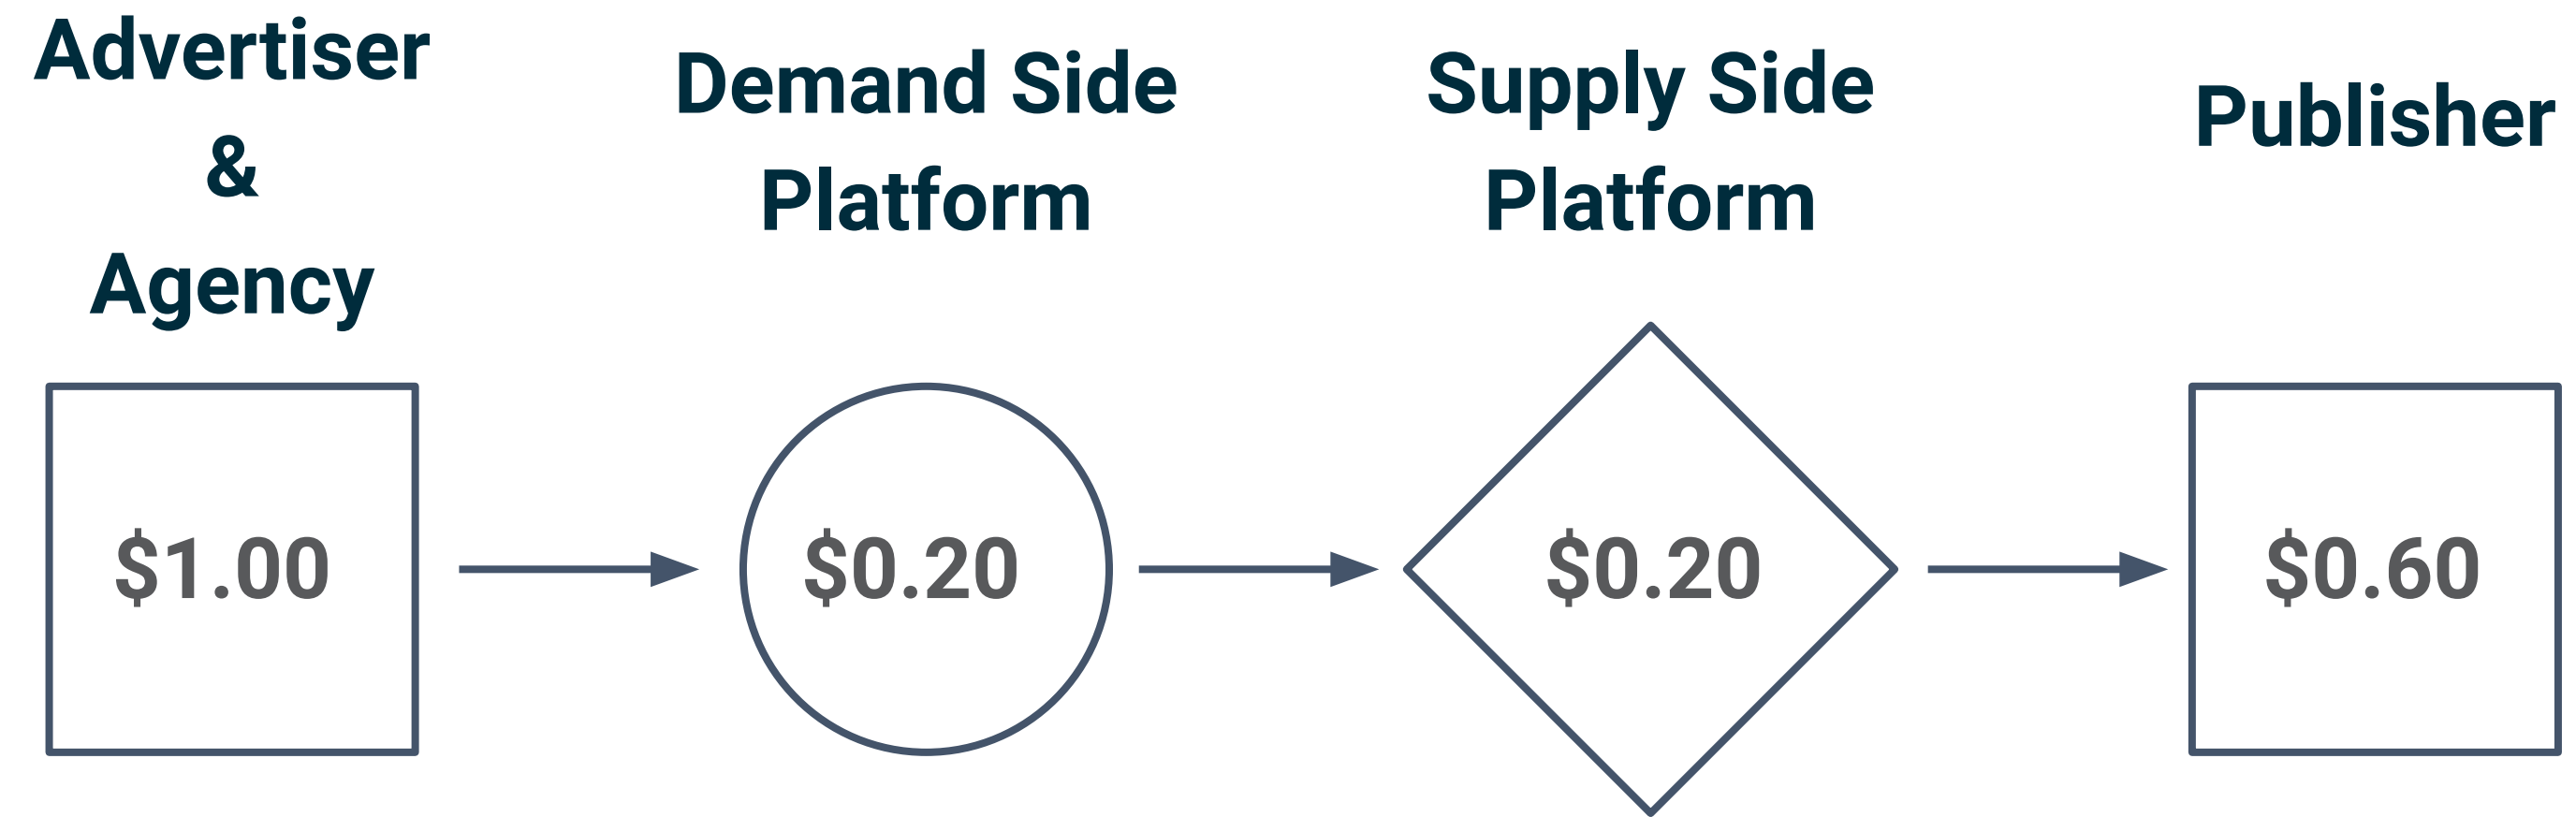 Advertiser
&
Agency
Demand Side
Platform
Supply Side
Platform
Publisher
$1.00
$0.20
$0.20
$0.60